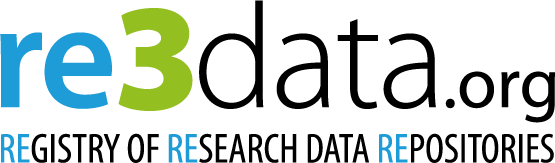 re3data.org
REGISTRY OF RESEARCH DATA REPOSITORIES